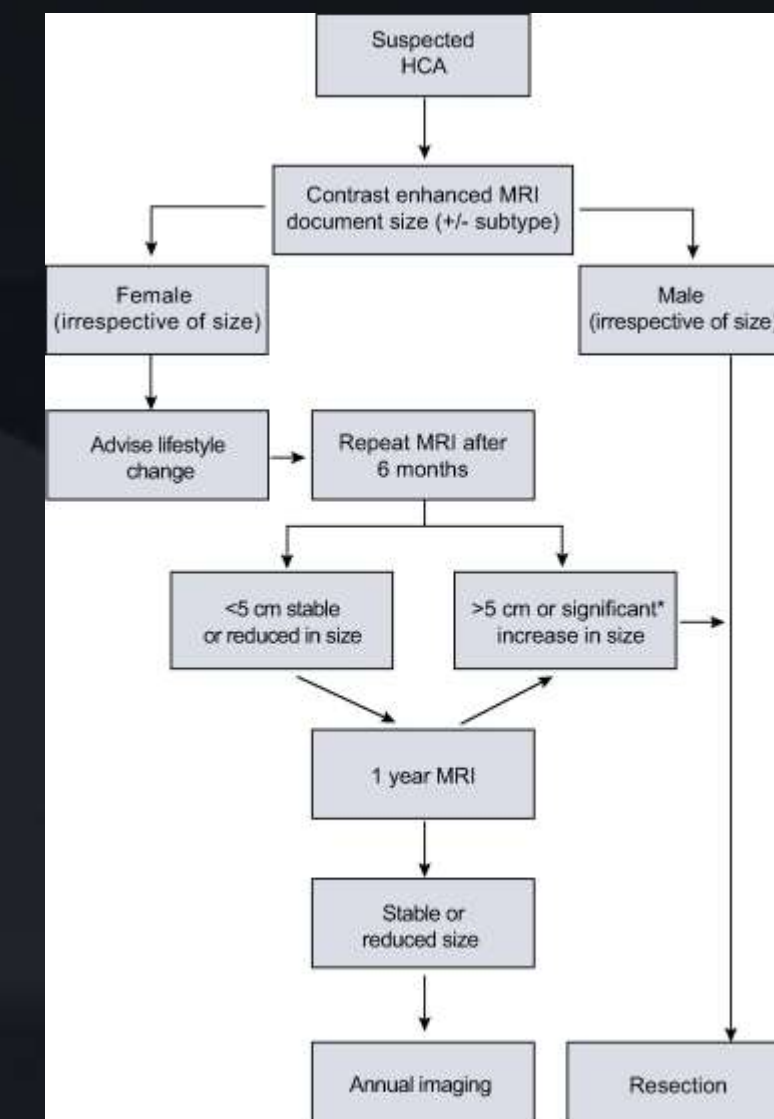 Suspected
HCA
Contrast enhanced MRI
document size (+/- subtype)
Female
(irrespective of size)
Male
(irrespective of size)
Advise lifestyle
change
Repeat MRI after
6 months
<5 cm stable
or reduced in size
>5 cm or significant*
increase in size
1 year MRI
Stable or
reduced size
Annual imaging
Resection